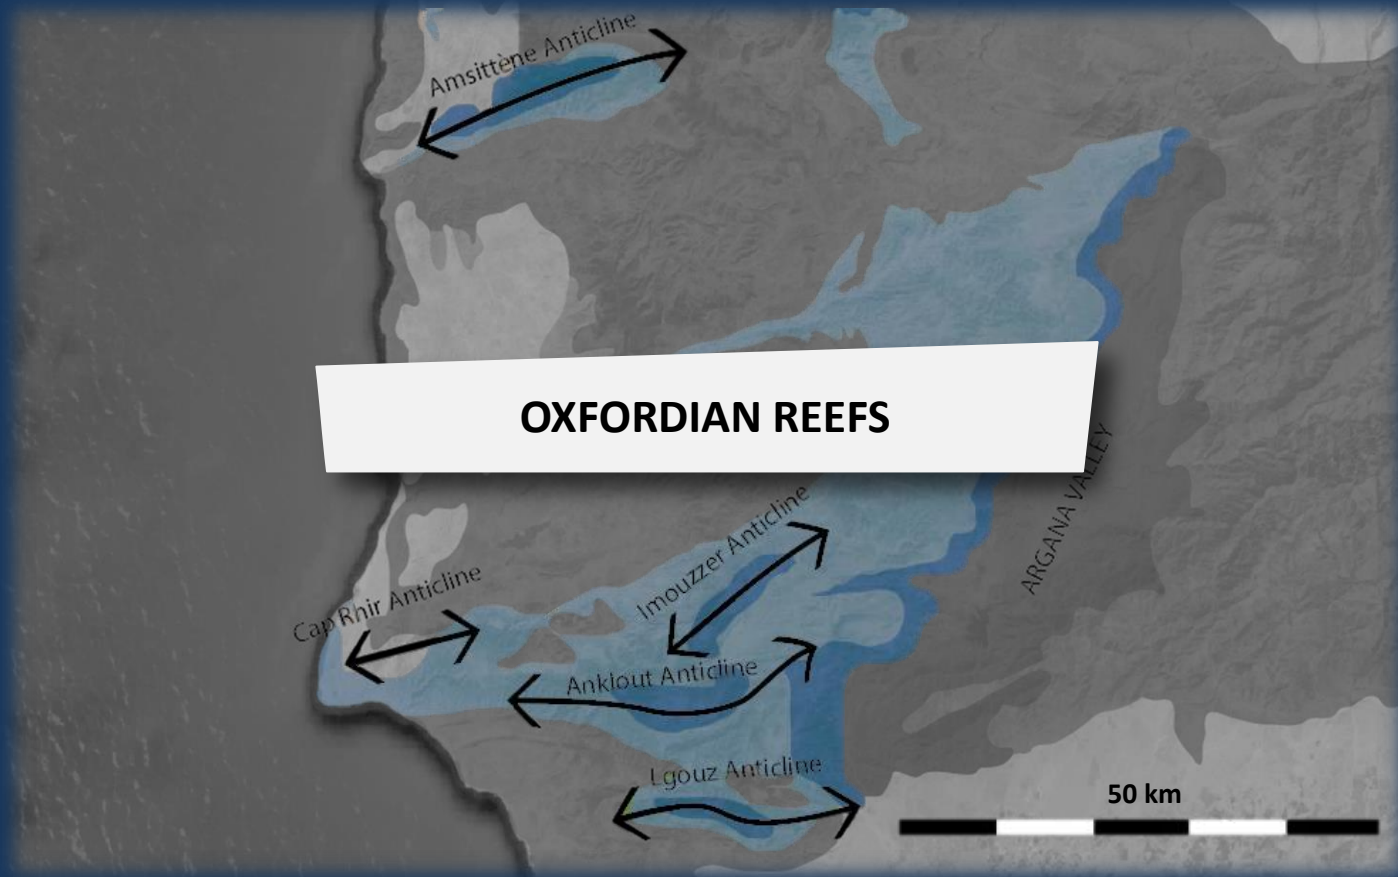 Amsittène Anticline
OXFORDIAN REEFS
ARGANA VALLEY
Imouzzer Anticline
Cap Rhir Anticline
Anklout Anticline
Lgouz Anticline
50 km